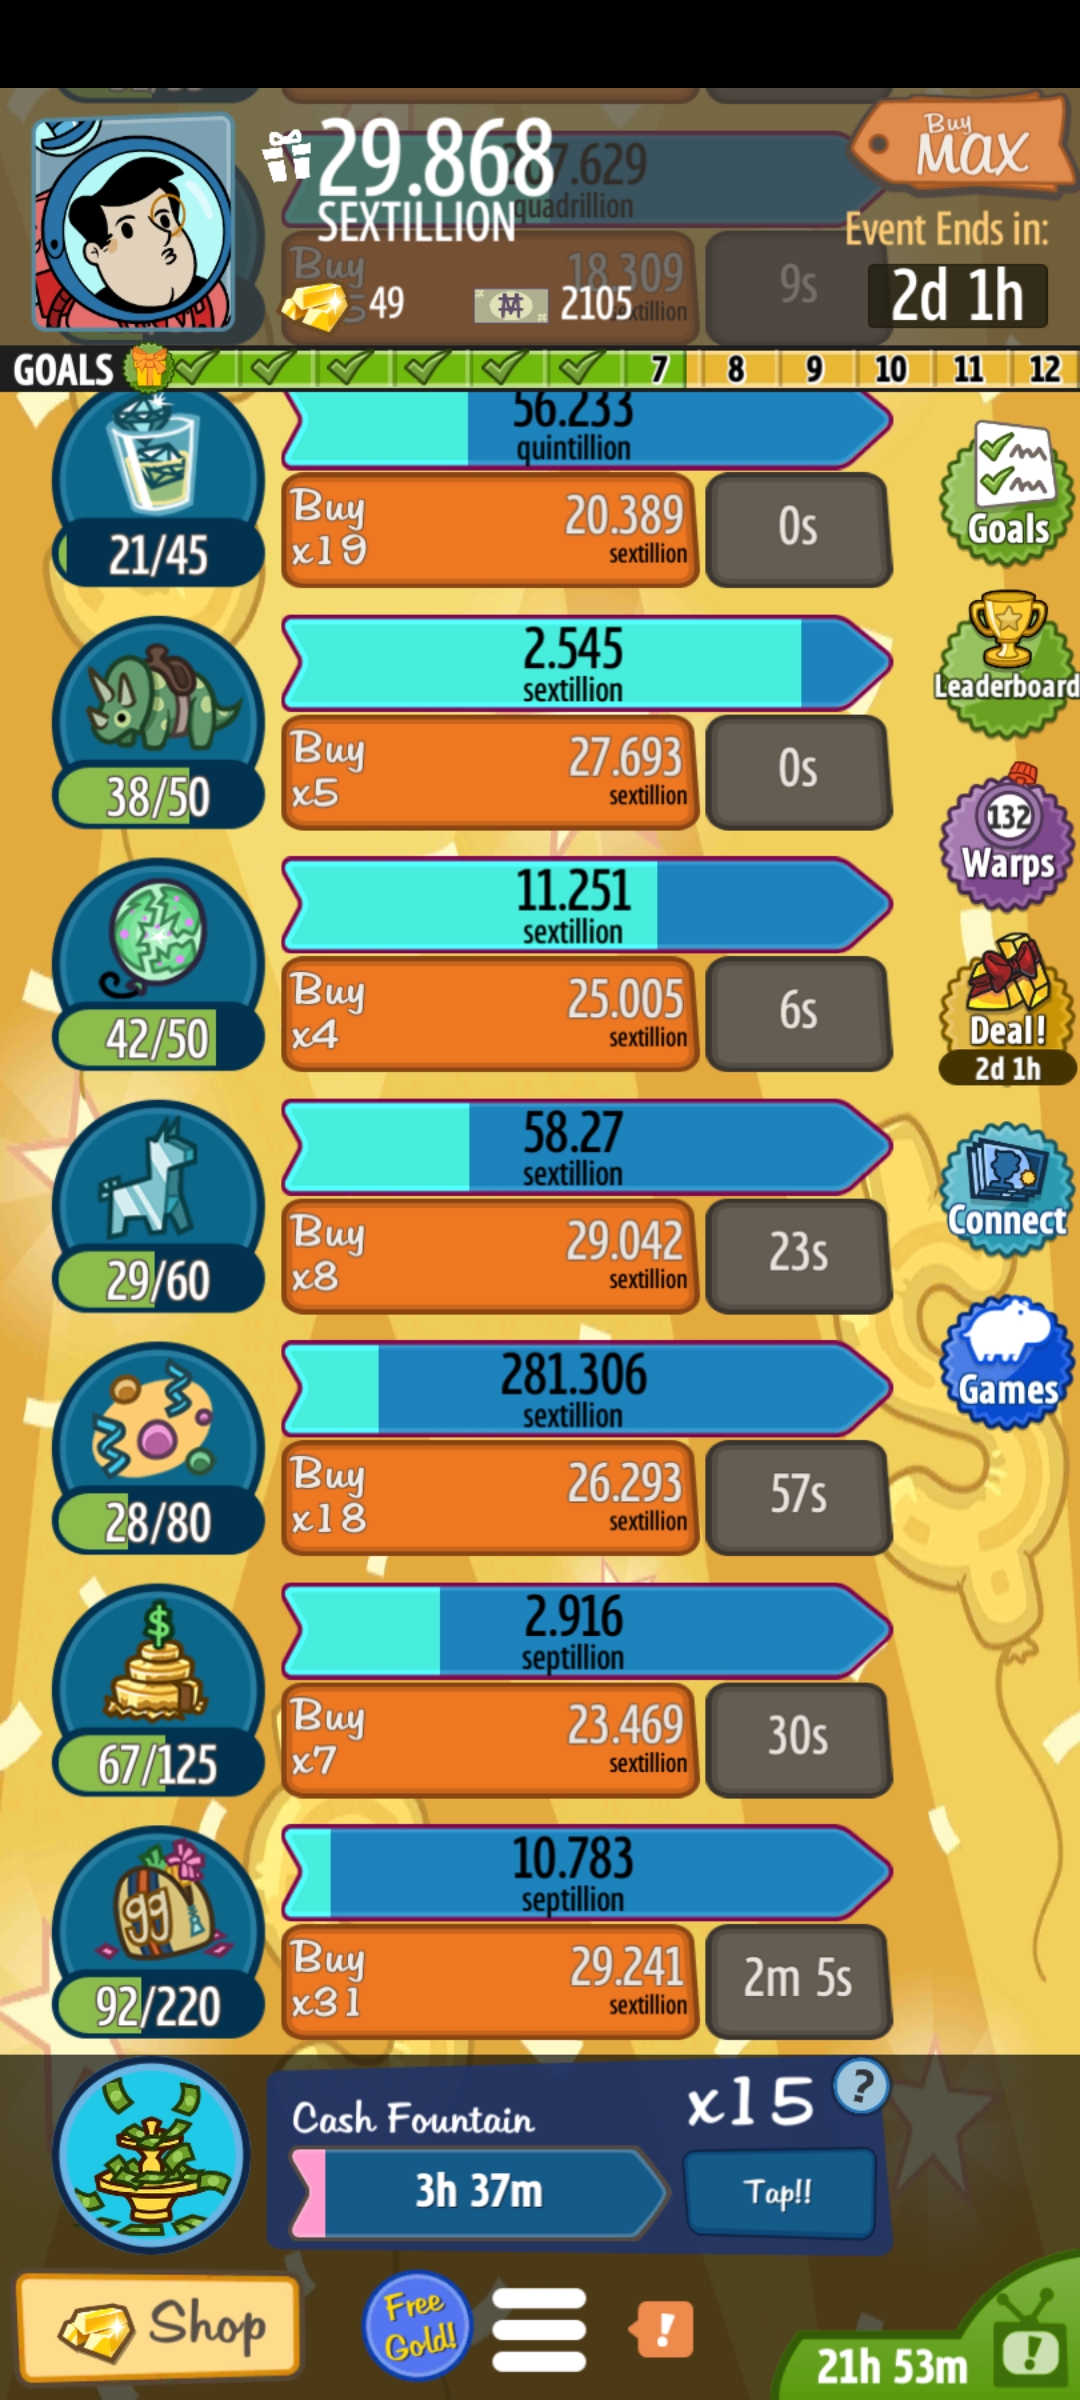 29.868
SEXTILLION
7.629
quadrillion
Buy
MAX
Event Ends in:
2d 1h
Buy
18.309
9s
49
2105
GOALS
7
8
9
10
11
12
56.233
quintillion
21/45
Buy
x19
20.389
sextillion
0s
Goals
2.545
sextillion
38/50
Buy
x5
27.693
sextillion
0s
Leaderboard
11.251
sextillion
42/50
Buy
x4
25.005
sextillion
6s
132
Warps
Deal!
2d 1h
58.27
sextillion
29/60
Buy
x8
29.042
sextillion
23s
Connect
281.306
sextillion
28/80
Buy
x18
26.293
sextillion
57s
Games
$
2.916
septillion
67/125
Buy
x7
23.469
sextillion
30s
10.783
septillion
99
92/220
Buy
x31
29.241
sextillion
2m 5s
Cash Fountain
x15
?
3h 37m
Tap!!
Shop
Free
Gold!
!
21h 53m
!